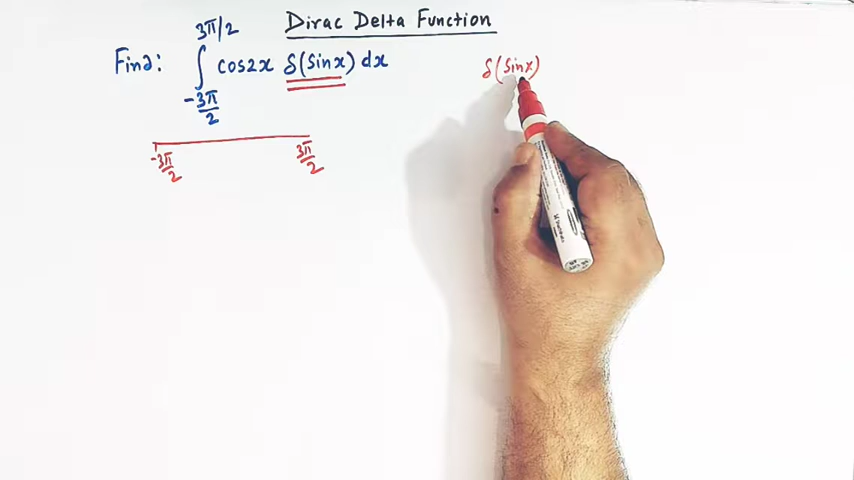 Dirac Delta Function
Find: ∫_{-3π/2}^{3π/2} cos2x δ(sinx) dx
δ(sinx)
-3π/2 3π/2